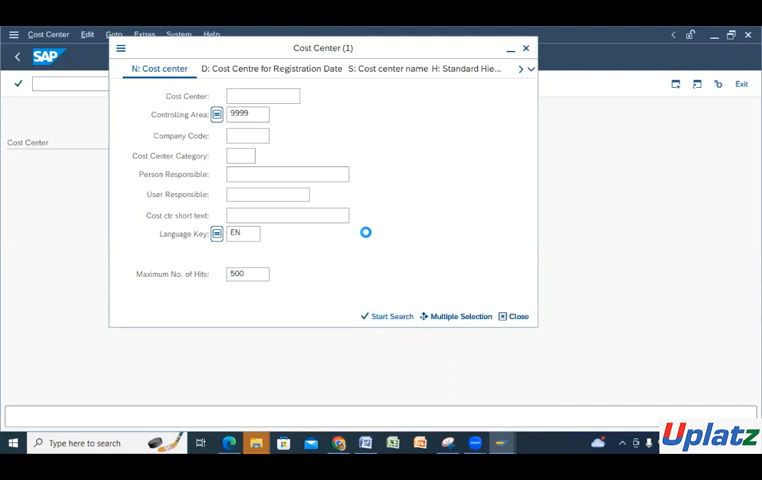 Cost Center Edit Goto Extras System Help
Cost Center (1)
SAP
N: Cost center D: Cost Centre for Registration Date S: Cost center name H: Standard Hie...
Exit
Cost Center:
Controlling Area: 9999
Company Code:
Cost Center
Cost Center Category:
Person Responsible:
User Responsible:
Cost ctr short text:
Language Key: EN
Maximum No. of Hits: 500
Start Search Multiple Selection Close
Type here to search
Uplatz